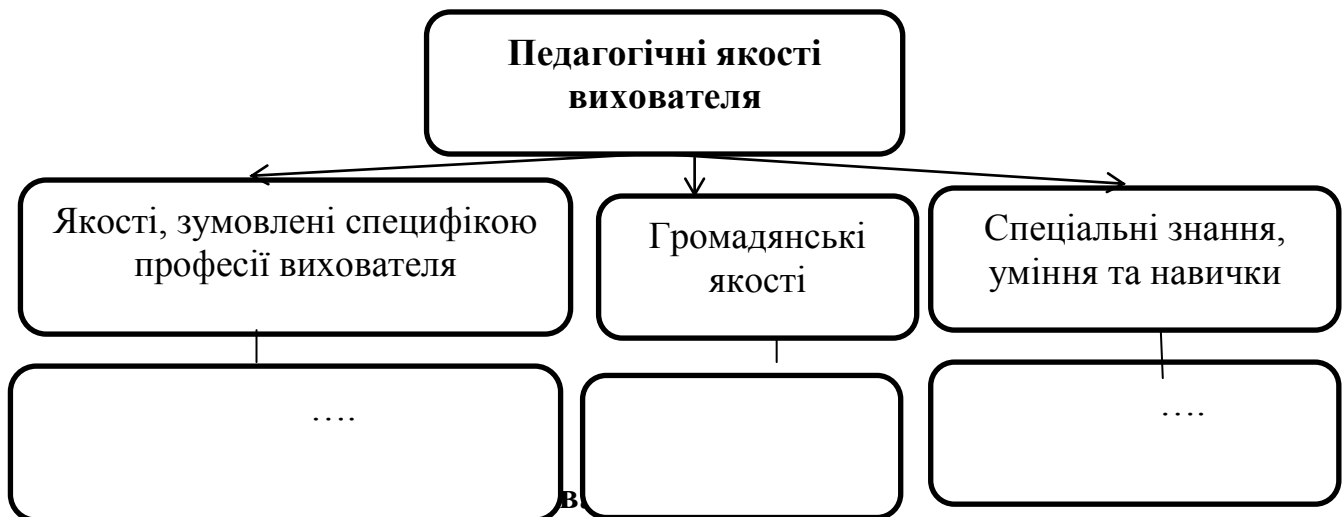 Педагогічні якості
вихователя
Якості, зумовлені специфікою
професії вихователя
Громадянські
якості
Спеціальні знання,
уміння та навички
….
….